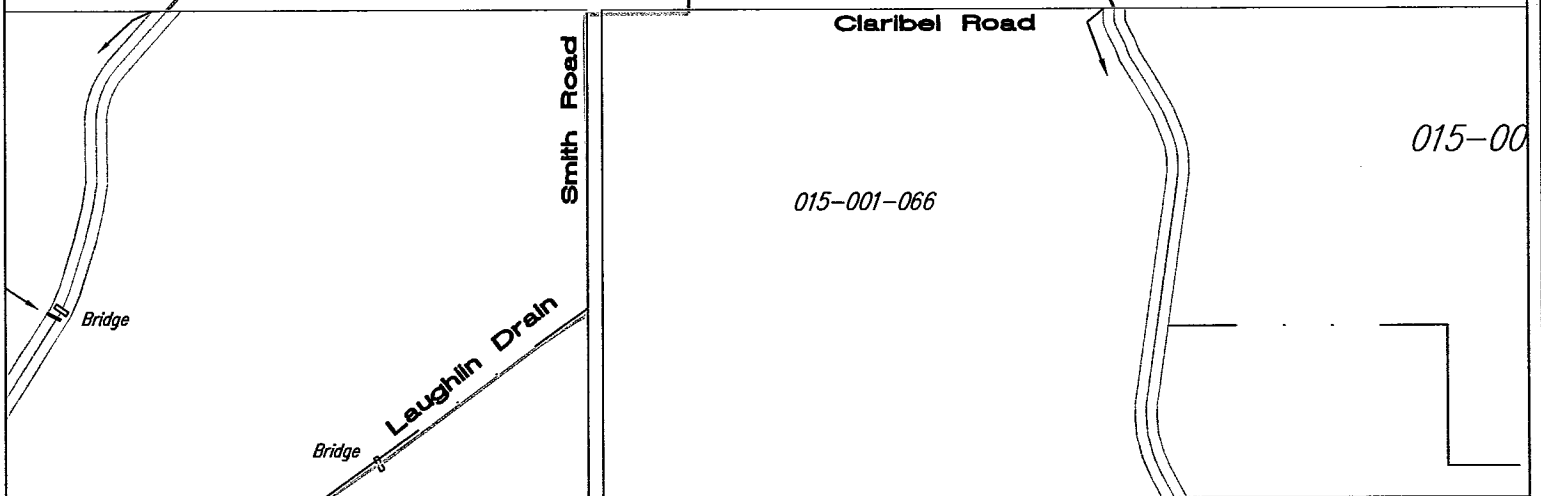 Claribel Road
Smith Road
015-00
015-001-066
Bridge
Laughlin Drain
Bridge